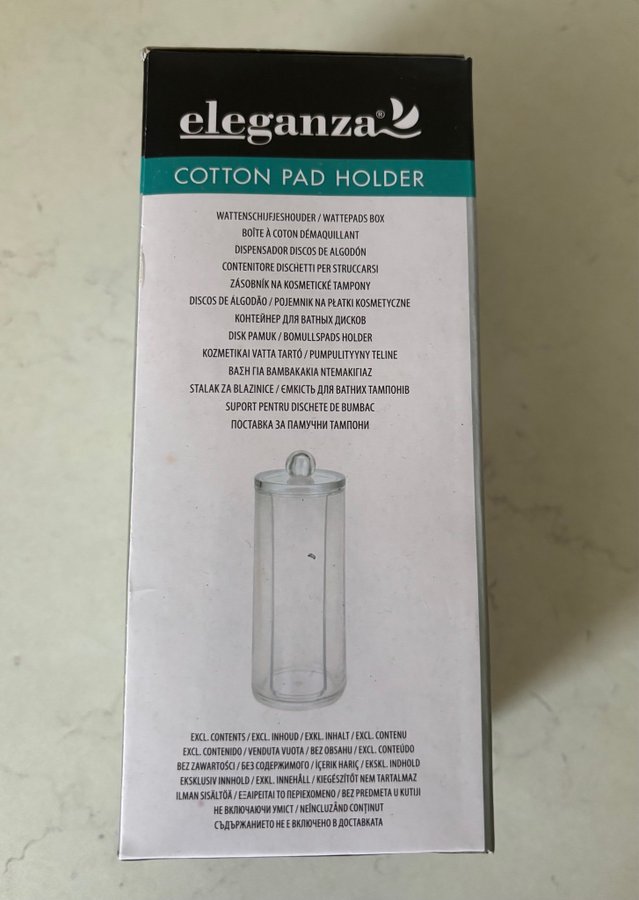 eleganza®
COTTON PAD HOLDER
WATTENSCHIJFJESHOUDER / WATTEPADS BOX
BOÎTE À COTON DÉMAQUILLANT
DISPENSADOR DISCOS DE ALGODÓN
CONTENITORE DISCHETTI PER STRUCCARSI
ZÁSOBNÍK NA KOSMETICKÉ TAMPONY
DISCOS DE ÁLGODÃO / POJEMNIK NA PŁATKI KOSMETYCZNE
КОНТЕЙНЕР ДЛЯ ВАТНЫХ ДИСКОВ
DISK PAMUK / BOMULLSPADS HOLDER
KOZMETIKAI VATTA TARTÓ / PUMPULITYYNY TELINE
ΒΑΣΗ ΓΙΑ ΒΑΜΒΑΚΑΚΙΑ ΝΤΕΜΑΚΙΓΙΑΖ
STALAK ZA BLAZINICE / ЄМКІСТЬ ДЛЯ ВАТНИХ ТАМПОНІВ
SUPORT PENTRU DISCHETE DE BUMBAC
ПОСТАВКА ЗА ПАМУЧНИ ТАМПОНИ
EXCL. CONTENTS / EXCL. INHOUD / EXKL. INHALT / EXCL. CONTENU
EXCL. CONTENIDO / VENDUTA VUOTA / BEZ OBSAHU / EXCL. CONTEÚDO
BEZ ZAWARTOŚCI / БЕЗ СОДЕРЖИМОГО / İÇERIK HARIÇ / EKSKL. INDHOLD
EKSKLUSIV INNHOLD / EXKL. INNEHÅLL / KIEGÉSZÍTŐT NEM TARTALMAZ
ILMAN SISÄLTÖÄ / ΕΞΑΙΡΕΙΤΑΙ ΤΟ ΠΕΡΙΕΧΟΜΕΝΟ / BEZ PREDMETA U KUTIJI
НЕ ВКЛЮЧАЮЧИ УМІСТ / NEÎNCLUZÂND CONŢINUT
СЪДЪРЖАНИЕТО НЕ Е ВКЛЮЧЕНО В ДОСТАВКАТА